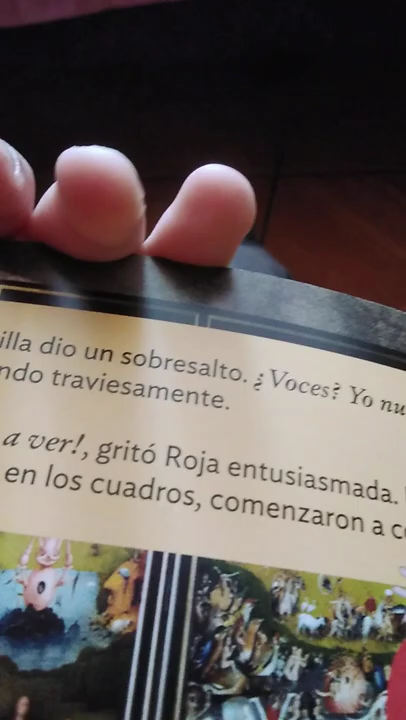 illa dio un sobresalto. ¿Voces? Yo nu
ndo traviesamente.
a ver!, gritó Roja entusiasmada.
en los cuadros, comenzaron a c